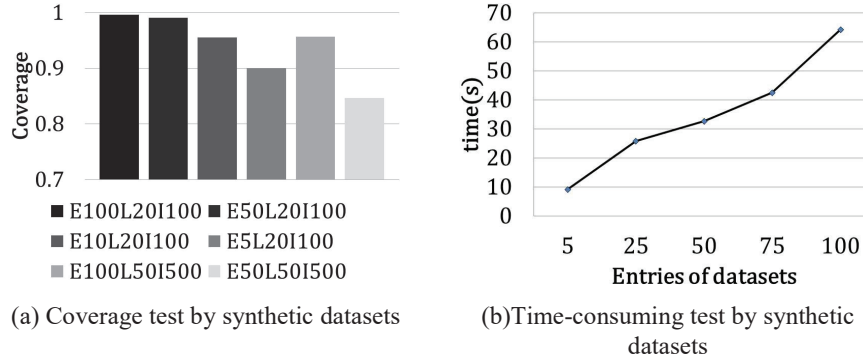 1
0.9
0.8
0.7
Coverage
E100L20I100 E50L20I100
E10L20I100 E5L20I100
E100L50I500 E50L50I500
(a) Coverage test by synthetic datasets
70
60
50
40
30
20
10
0
time(s)
5 25 50 75 100
Entries of datasets
(b)Time-consuming test by synthetic
datasets